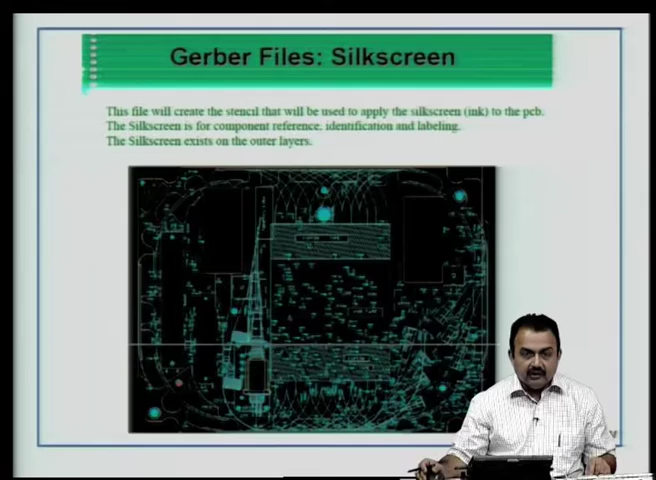 Gerber Files: Silkscreen
This file will create the stencil that will be used to apply the silkscreen (ink) to the pcb.
The Silkscreen is for component reference, identification and labeling.
The Silkscreen exists on the outer layers.